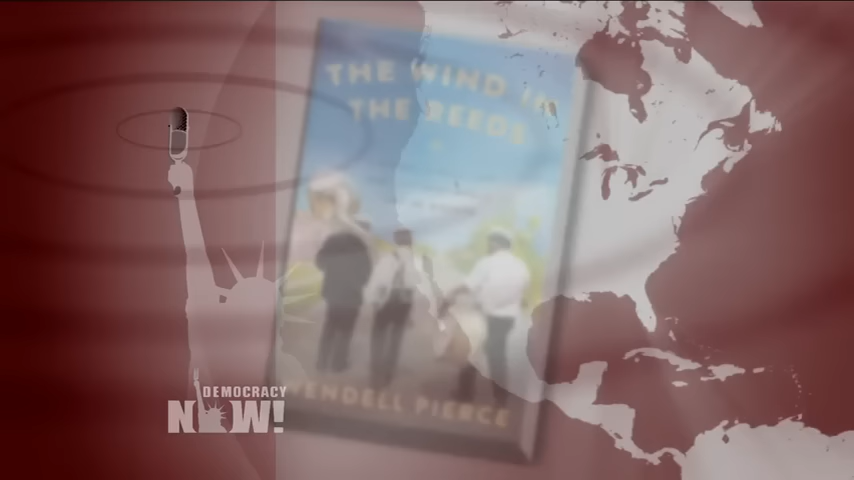 THE WIND IN
THE REEDS
WENDELL PIERCE
DEMOCRACY
NOW!